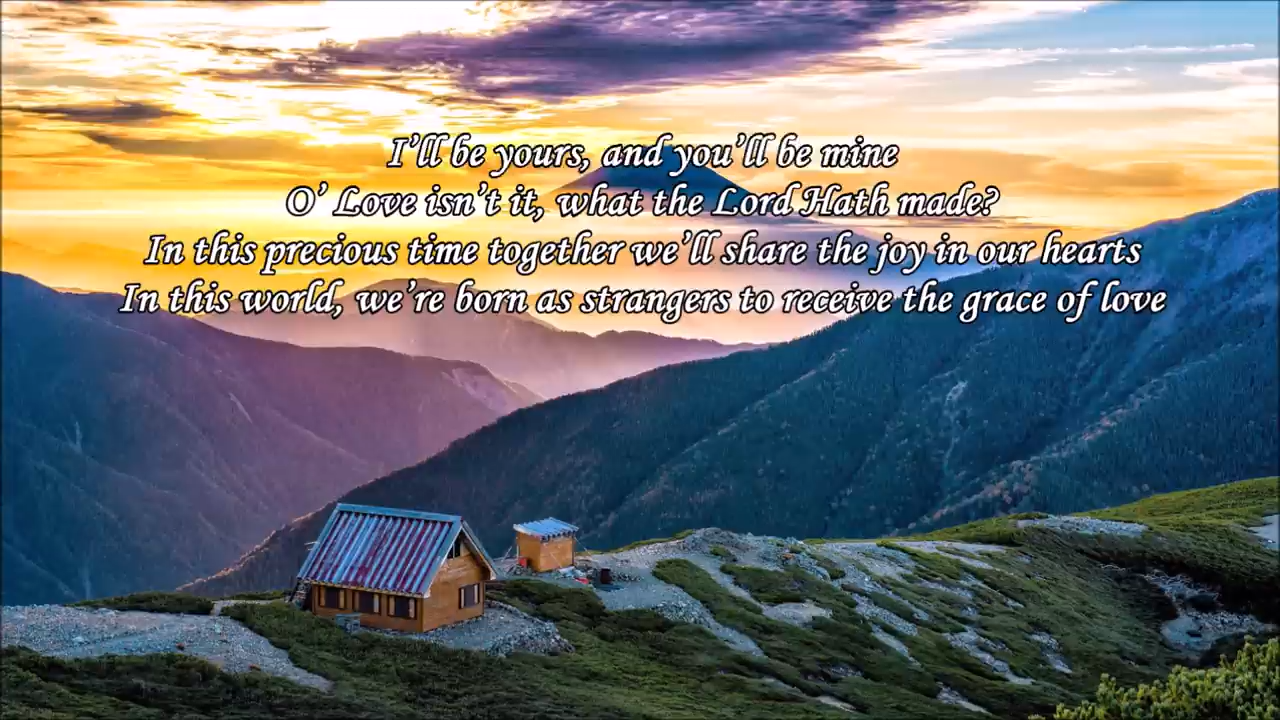 I'll be yours, and you'll be mine
O' Love isn't it, what the Lord Hath made?
In this precious time together we'll share the joy in our hearts
In this world, we're born as strangers to receive the grace of love